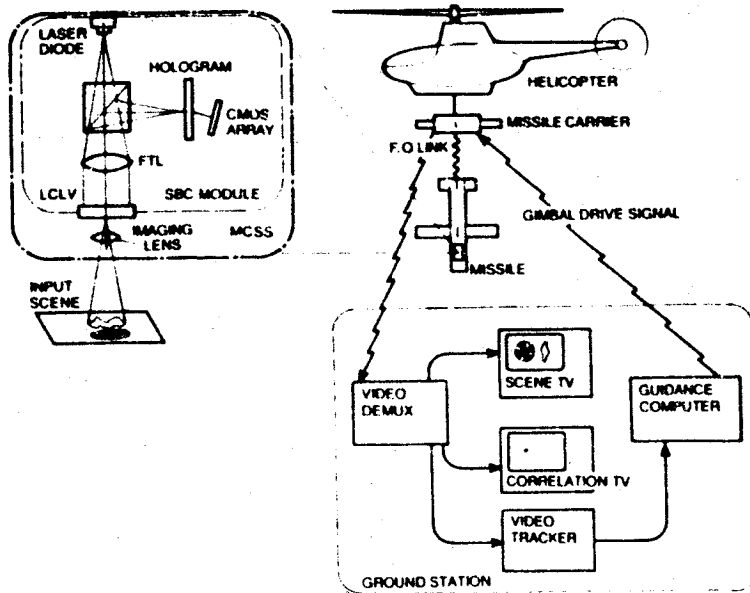 LASER
DIODE
HOLOGRAM
CMOS
ARRAY
FTL
LCLV
SBC MODULE
IMAGING
LENS
MCSS
INPUT
SCENE
HELICOPTER
MISSILE CARRIER
F.O LINK
GIMBAL DRIVE SIGNAL
MISSILE
VIDEO
DEMUX
SCENE TV
GUIDANCE
COMPUTER
CORRELATION TV
VIDEO
TRACKER
GROUND STATION